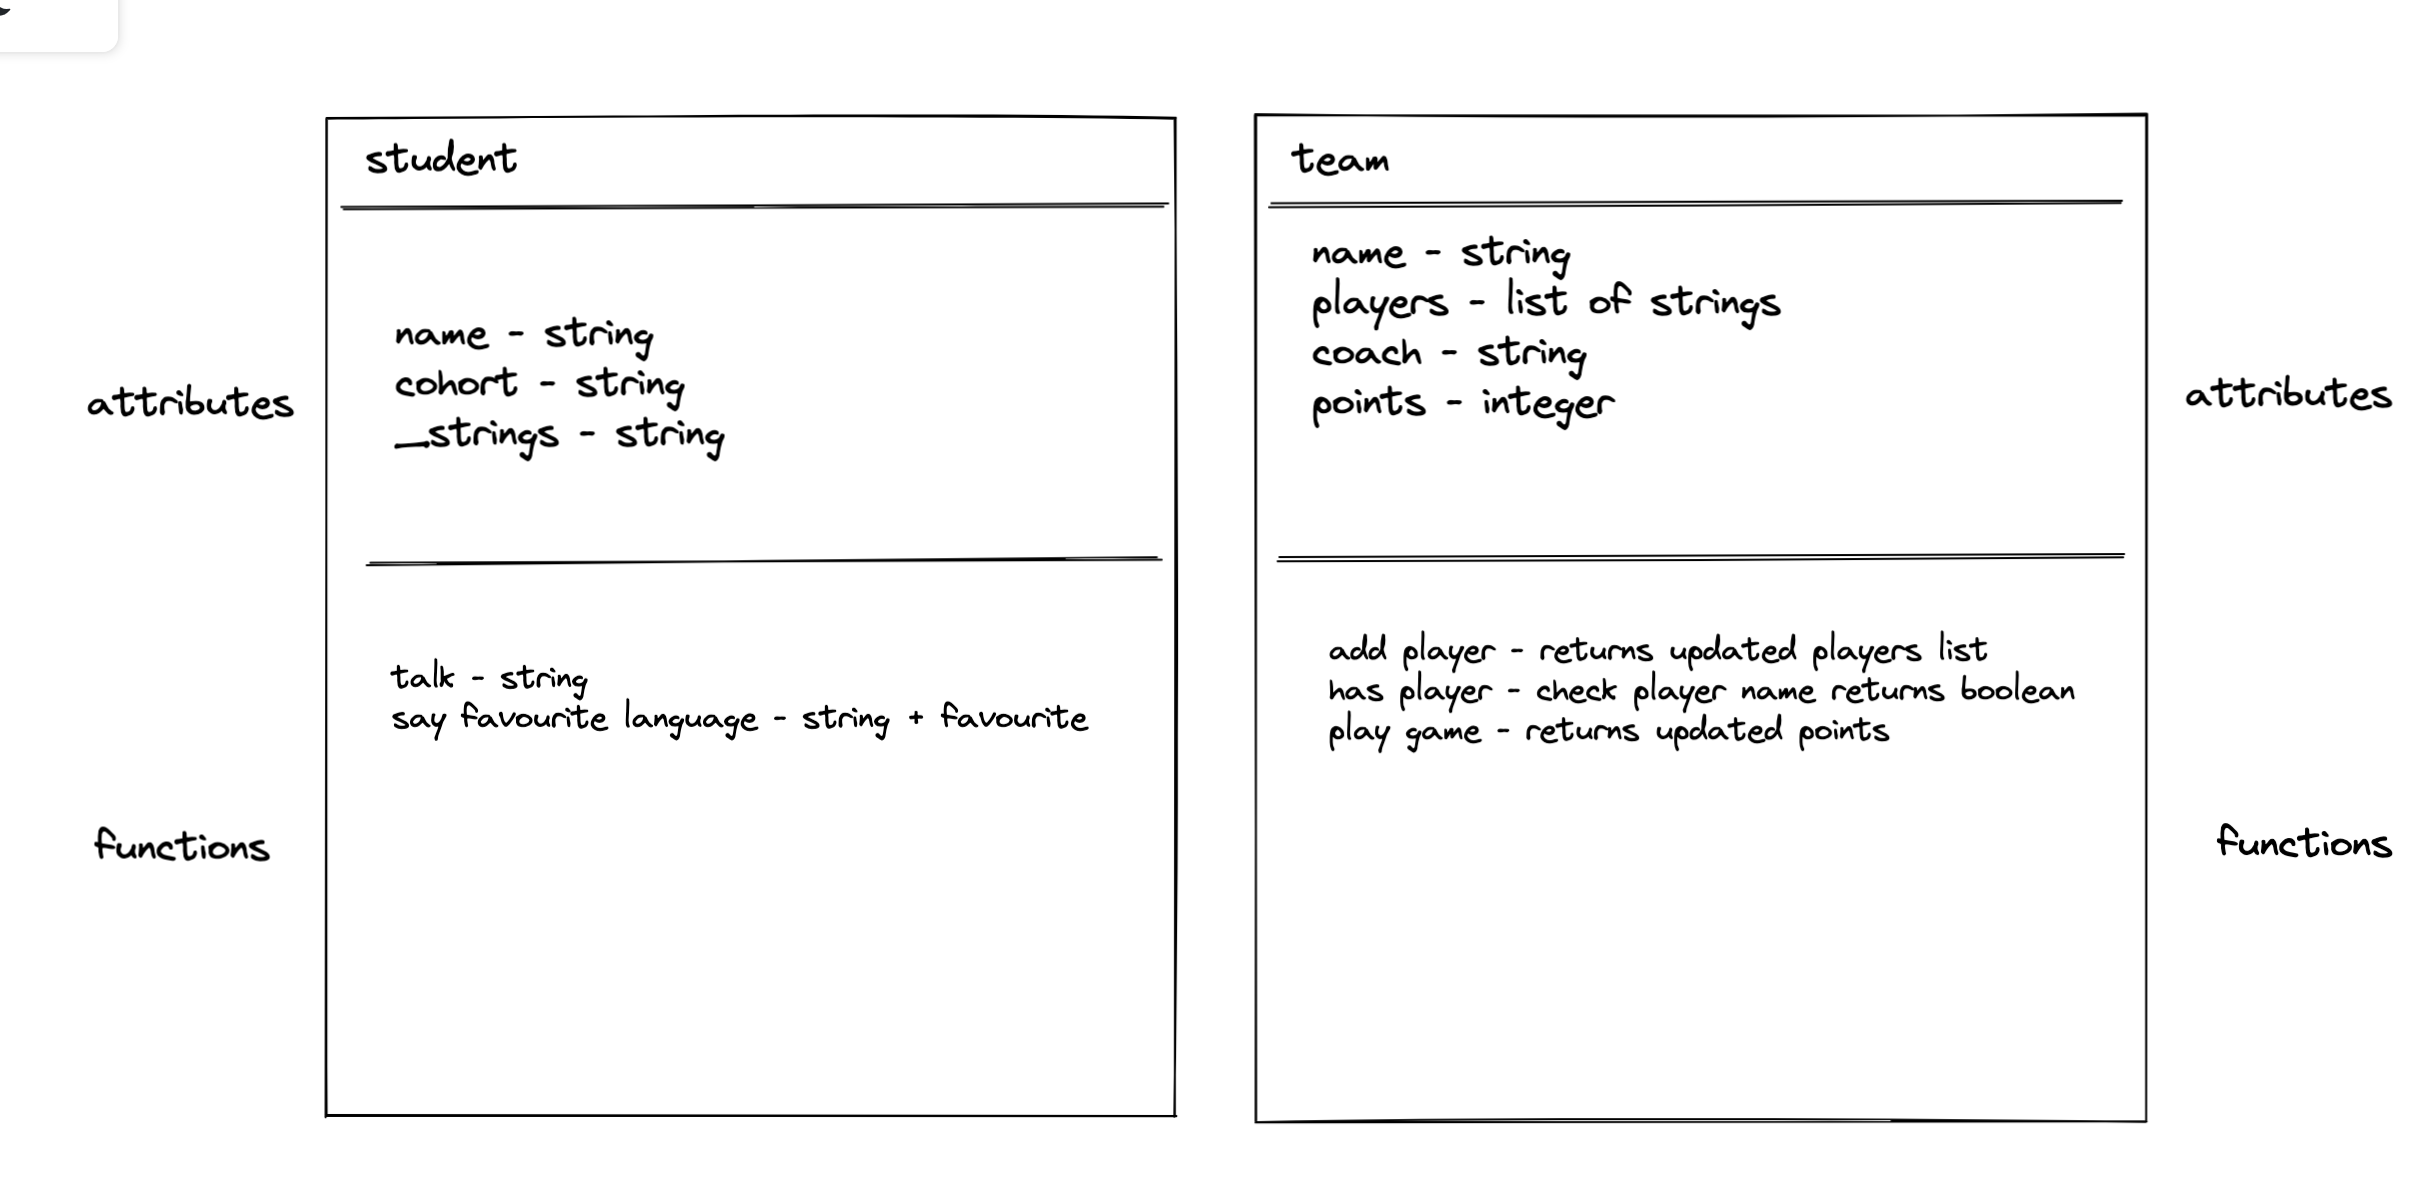 student
name - string
cohort - string
__strings - string
attributes
talk - string
say favourite language - string + favourite
functions
team
name - string
players - list of strings
coach - string
points - integer
attributes
add player - returns updated players list
has player - check player name returns boolean
play game - returns updated points
functions